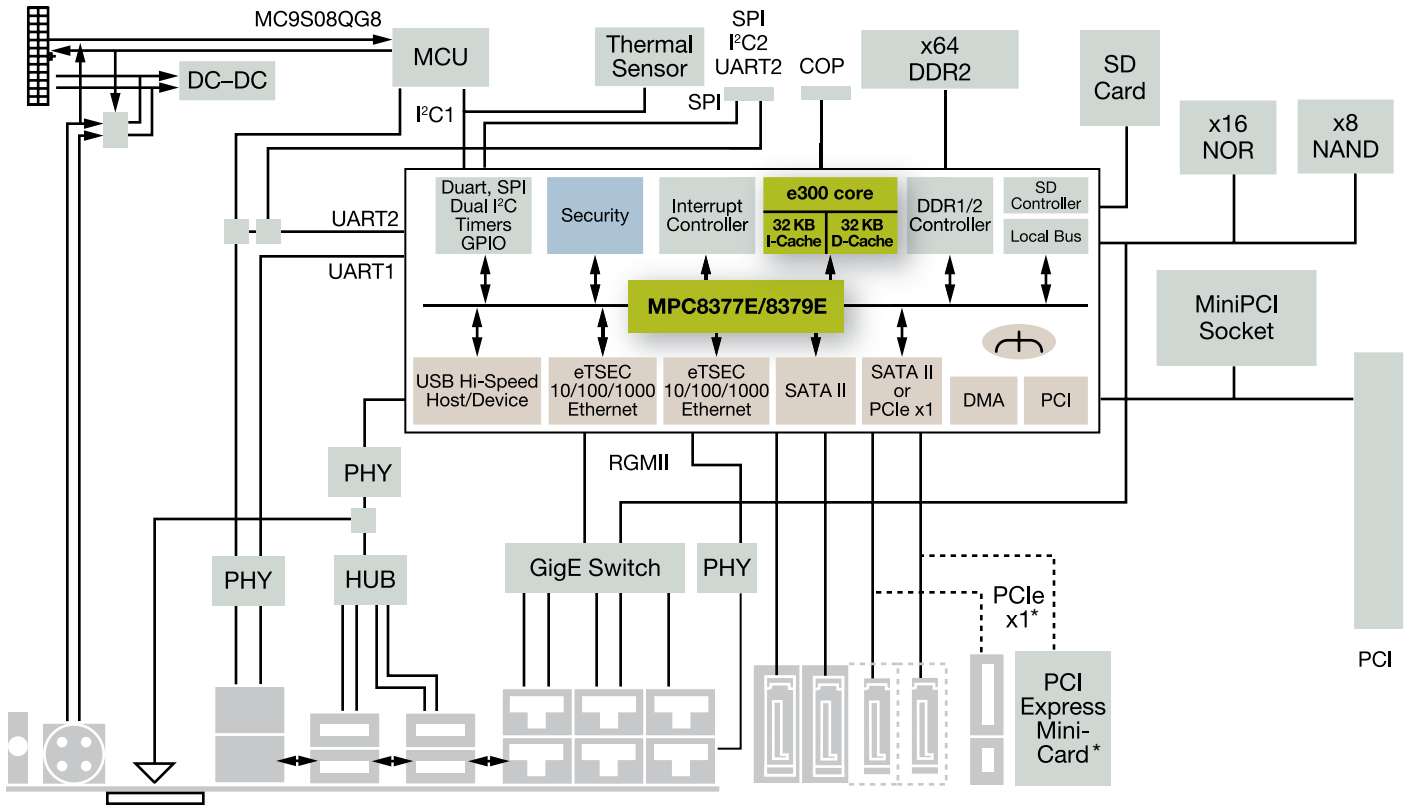 MC9S08QG8
MCU
DC–DC
I²C1
Thermal
Sensor
SPI
I²C2
UART2
SPI
COP
x64
DDR2
SD
Card
x16
NOR
x8
NAND
UART2
UART1
Duart, SPI
Dual I²C
Timers
GPIO
Security
Interrupt
Controller
e300 core
32 KB
I-Cache
32 KB
D-Cache
DDR1/2
Controller
SD
Controller
Local Bus
MPC8377E/8379E
USB Hi-Speed
Host/Device
eTSEC
10/100/1000
Ethernet
eTSEC
10/100/1000
Ethernet
SATA II
SATA II
or
PCIe x1
DMA
PCI
MiniPCI
Socket
PCI
PHY
RGMII
PHY
HUB
GigE Switch
PHY
PCIe
x1*
PCI
Express
Mini-
Card*